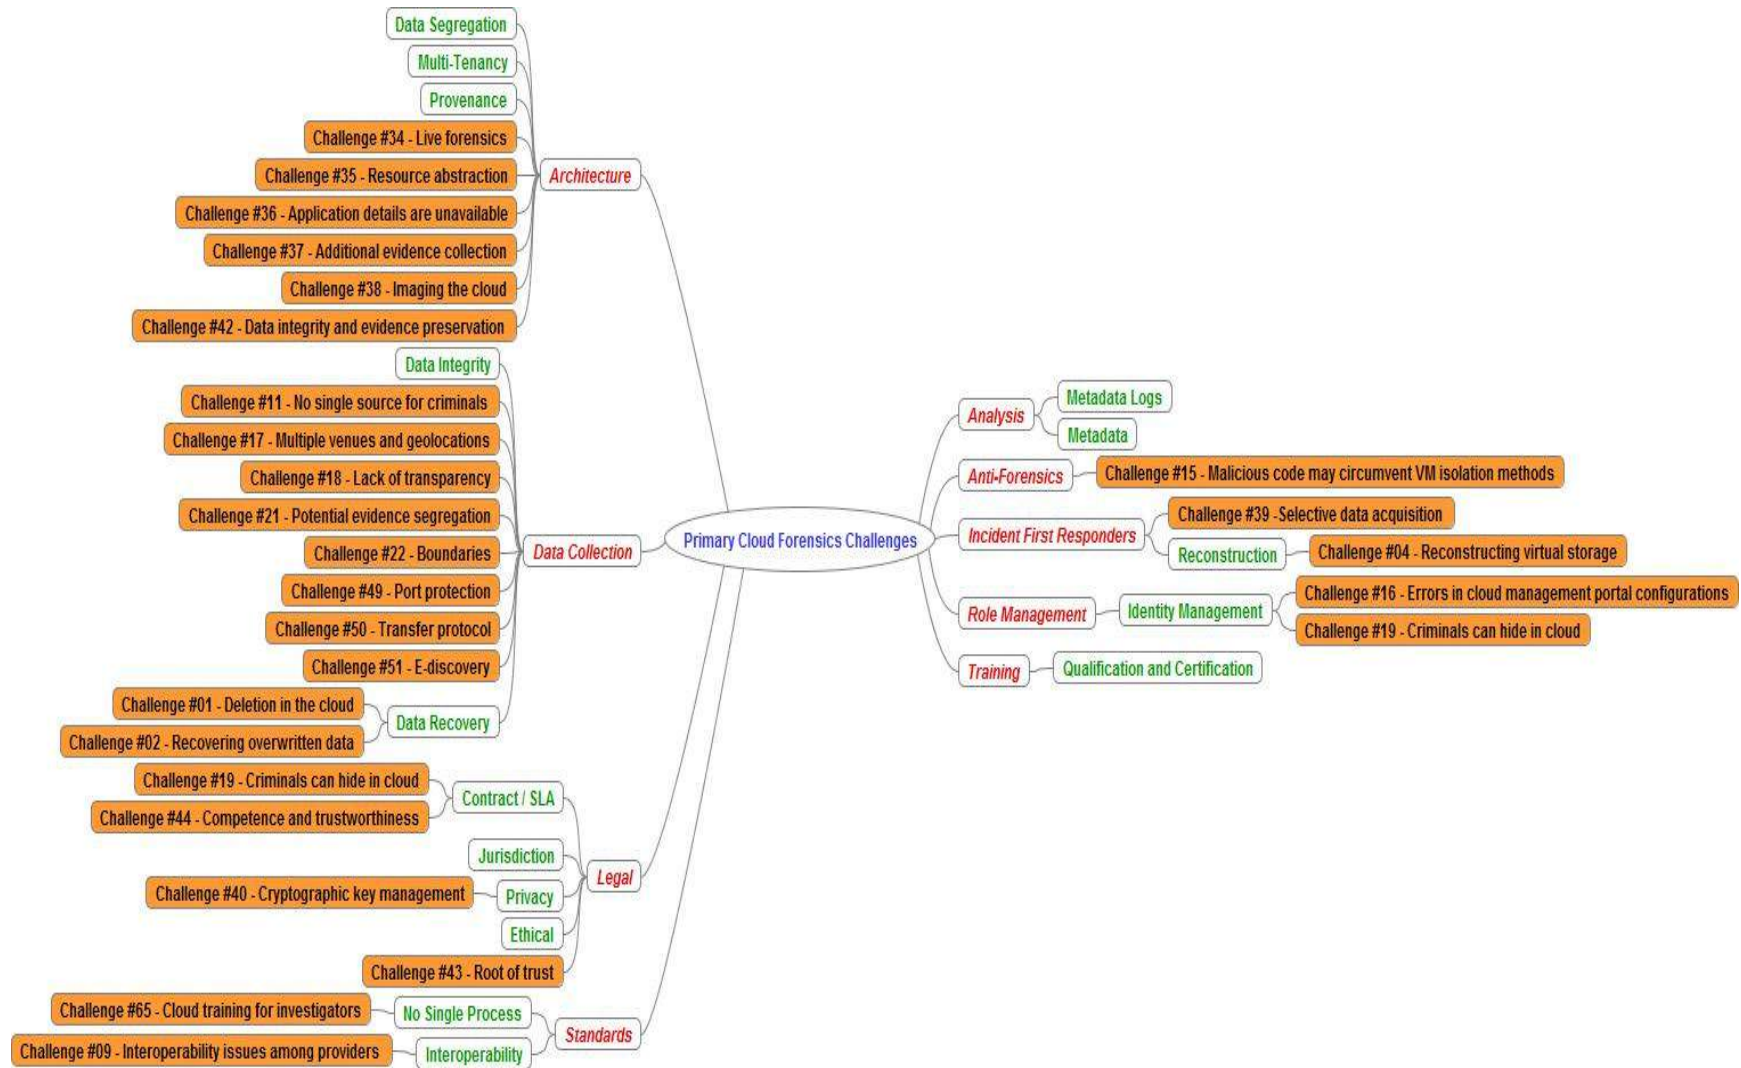 Data Segregation
Multi-Tenancy
Provenance
Challenge #34 - Live forensics
Challenge #35 - Resource abstraction
Architecture
Challenge #36 - Application details are unavailable
Challenge #37 - Additional evidence collection
Challenge #38 - Imaging the cloud
Challenge #42 - Data integrity and evidence preservation
Data Integrity
Challenge #11 - No single source for criminals
Challenge #17 - Multiple venues and geolocations
Challenge #18 - Lack of transparency
Challenge #21 - Potential evidence segregation
Challenge #22 - Boundaries
Data Collection
Challenge #49 - Port protection
Challenge #50 - Transfer protocol
Challenge #51 - E-discovery
Challenge #01 - Deletion in the cloud
Data Recovery
Challenge #02 - Recovering overwritten data
Challenge #19 - Criminals can hide in cloud
Contract / SLA
Challenge #44 - Competence and trustworthiness
Jurisdiction
Legal
Challenge #40 - Cryptographic key management
Privacy
Ethical
Challenge #43 - Root of trust
Challenge #65 - Cloud training for investigators
No Single Process
Standards
Challenge #09 - Interoperability issues among providers
Interoperability
Primary Cloud Forensics Challenges
Analysis
Metadata Logs
Metadata
Anti-Forensics
Challenge #15 - Malicious code may circumvent VM isolation methods
Incident First Responders
Challenge #39 -Selective data acquisition
Reconstruction
Challenge #04 - Reconstructing virtual storage
Role Management
Identity Management
Challenge #16 - Errors in cloud management portal configurations
Challenge #19 - Criminals can hide in cloud
Training
Qualification and Certification